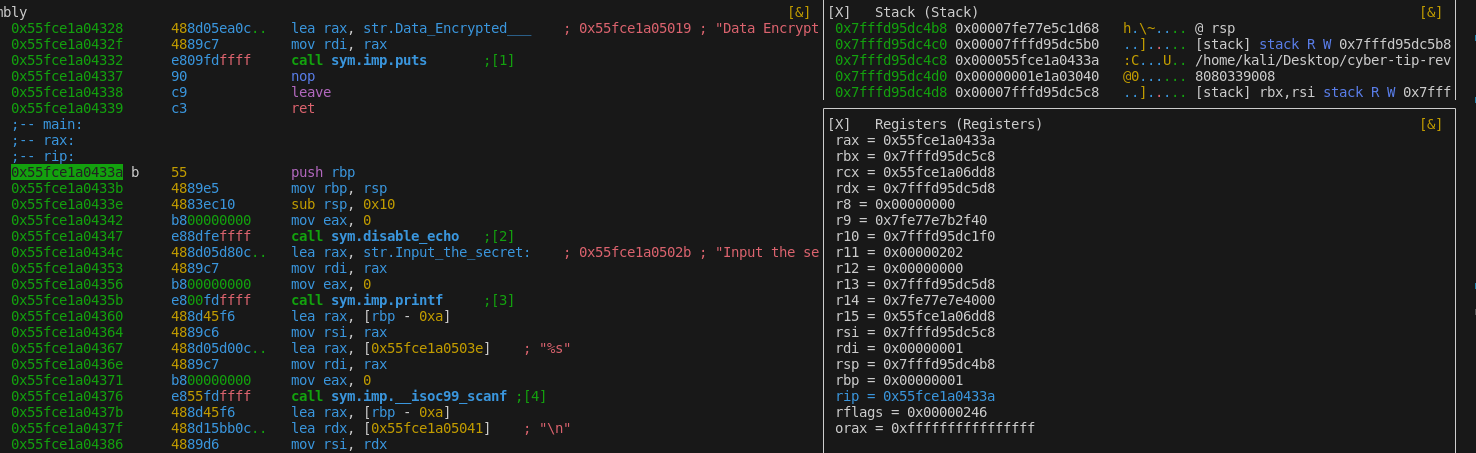 mbly [&]
0x55fce1a04328 488d05ea0c.. lea rax, str.Data_Encrypted___ ; 0x55fce1a05019 ; "Data Encrypt
0x55fce1a0432f 4889c7 mov rdi, rax
0x55fce1a04332 e809fdffff call sym.imp.puts ;[1]
0x55fce1a04337 90 nop
0x55fce1a04338 c9 leave
0x55fce1a04339 c3 ret
;-- main:
;-- rax:
;-- rip:
0x55fce1a0433a b 55 push rbp
0x55fce1a0433b 4889e5 mov rbp, rsp
0x55fce1a0433e 4883ec10 sub rsp, 0x10
0x55fce1a04342 b800000000 mov eax, 0
0x55fce1a04347 e88dfeffff call sym.disable_echo ;[2]
0x55fce1a0434c 488d05d80c.. lea rax, str.Input_the_secret: ; 0x55fce1a0502b ; "Input the se
0x55fce1a04353 4889c7 mov rdi, rax
0x55fce1a04356 b800000000 mov eax, 0
0x55fce1a0435b e800fdffff call sym.imp.printf ;[3]
0x55fce1a04360 488d45f6 lea rax, [rbp - 0xa]
0x55fce1a04364 4889c6 mov rsi, rax
0x55fce1a04367 488d05d00c.. lea rax, [0x55fce1a0503e] ; "%s"
0x55fce1a0436e 4889c7 mov rdi, rax
0x55fce1a04371 b800000000 mov eax, 0
0x55fce1a04376 e855fdffff call sym.imp.__isoc99_scanf ;[4]
0x55fce1a0437b 488d45f6 lea rax, [rbp - 0xa]
0x55fce1a0437f 488d15bb0c.. lea rdx, [0x55fce1a05041] ; "\n"
0x55fce1a04386 4889d6 mov rsi, rdx
[X] Stack (Stack) [&]
0x7fffd95dc4b8 0x00007fe77e5c1d68 h.\~.... @ rsp
0x7fffd95dc4c0 0x00007fffd95dc5b0 ..]..... [stack] stack R W 0x7fffd95dc5b8
0x7fffd95dc4c8 0x000055fce1a0433a :C...U.. /home/kali/Desktop/cyber-tip-rev
0x7fffd95dc4d0 0x00000001e1a03040 @0...... 8080339008
0x7fffd95dc4d8 0x00007fffd95dc5c8 ..]..... [stack] rbx,rsi stack R W 0x7fff
[X] Registers (Registers) [&]
rax = 0x55fce1a0433a
rbx = 0x7fffd95dc5c8
rcx = 0x55fce1a06dd8
rdx = 0x7fffd95dc5d8
r8 = 0x00000000
r9 = 0x7fe77e7b2f40
r10 = 0x7fffd95dc1f0
r11 = 0x00000202
r12 = 0x00000000
r13 = 0x7fffd95dc5d8
r14 = 0x7fe77e7e4000
r15 = 0x55fce1a06dd8
rsi = 0x7fffd95dc5c8
rdi = 0x00000001
rsp = 0x7fffd95dc4b8
rbp = 0x00000001
rip = 0x55fce1a0433a
rflags = 0x00000246
orax = 0xffffffffffffffff